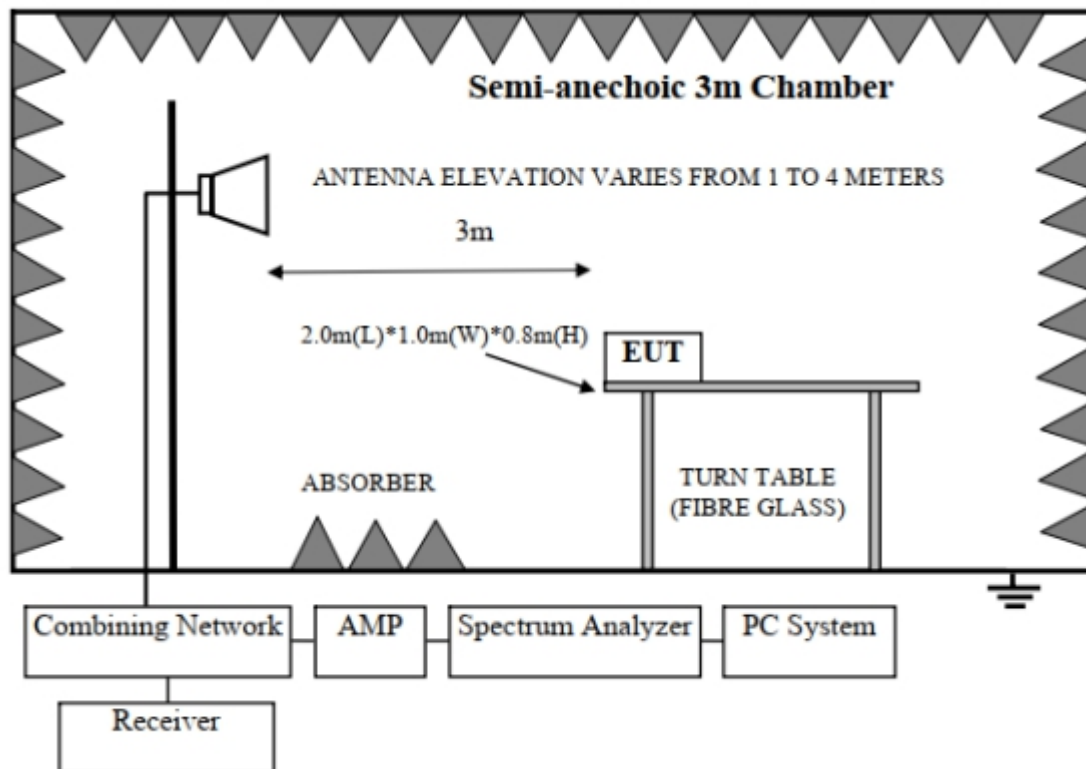 Semi-anechoic 3m Chamber
ANTENNA ELEVATION VARIES FROM 1 TO 4 METERS
3m
2.0m(L)*1.0m(W)*0.8m(H)
EUT
ABSORBER
TURN TABLE
(FIBRE GLASS)
Combining Network
AMP
Spectrum Analyzer
PC System
Receiver